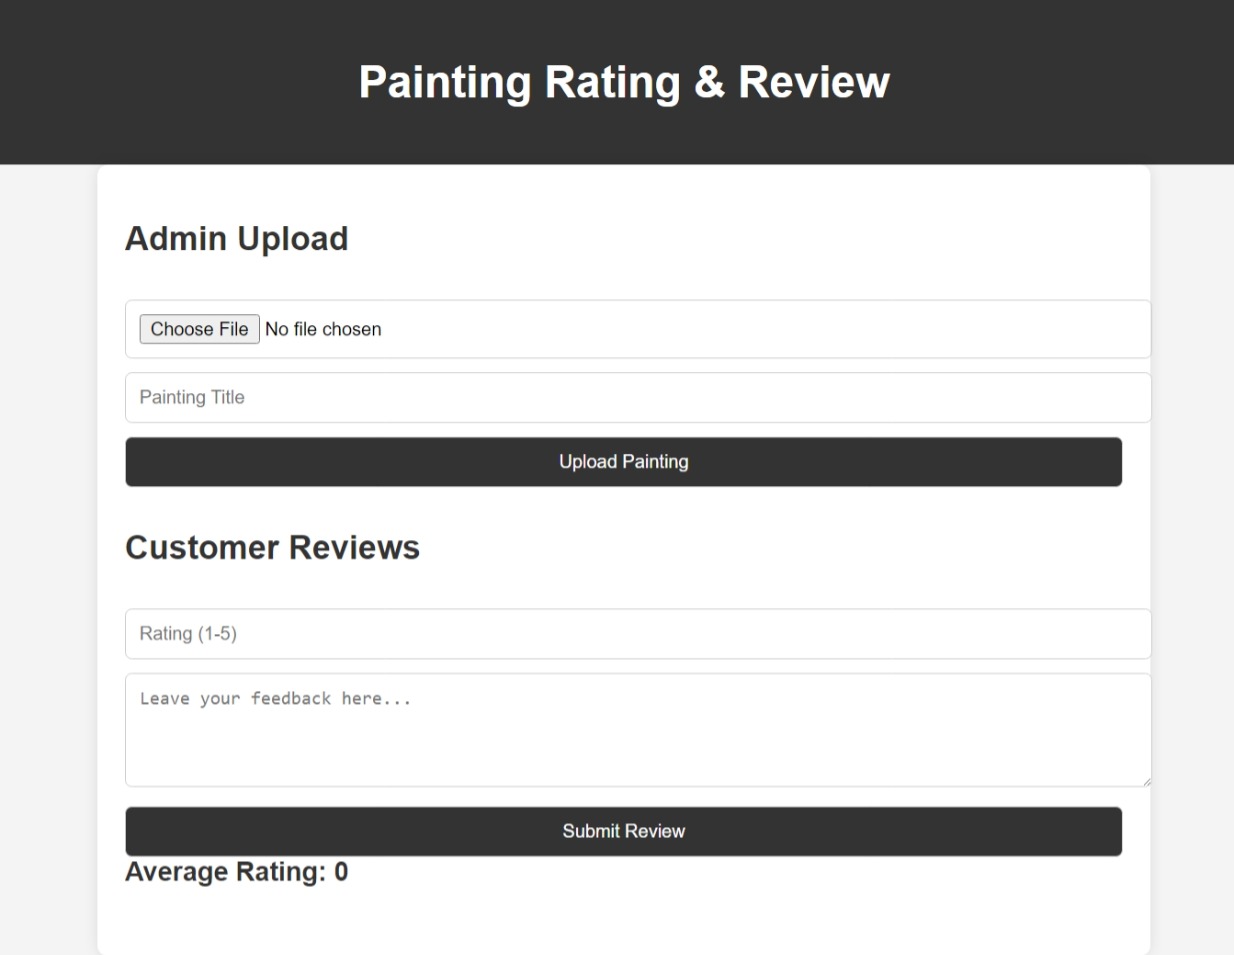 Painting Rating & Review
Admin Upload
Choose File No file chosen
Painting Title
Upload Painting
Customer Reviews
Rating (1-5)
Leave your feedback here...
Submit Review
Average Rating: 0